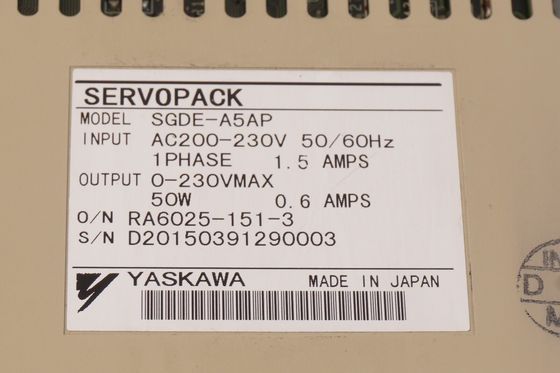 SERVOPACK
MODEL SGDE-A5AP
INPUT AC200-230V 50/60Hz
1PHASE 1.5 AMPS
OUTPUT 0-230VMAX
50W 0.6 AMPS
O/N RA6025-151-3
S/N D20150391290003
YASKAWA MADE IN JAPAN